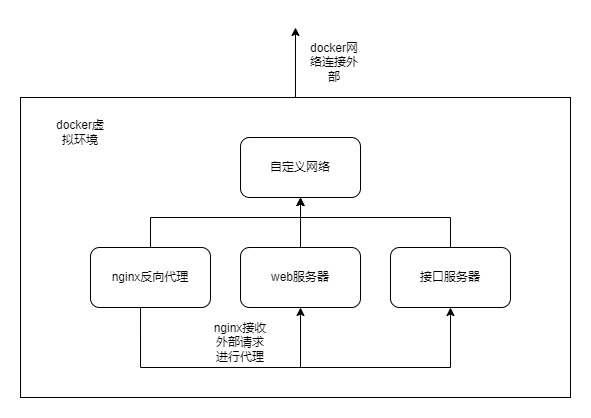 docker网
络连接外
部
docker虚
拟环境
自定义网络
nginx反向代理
web服务器
接口服务器
nginx接收
外部请求
进行代理